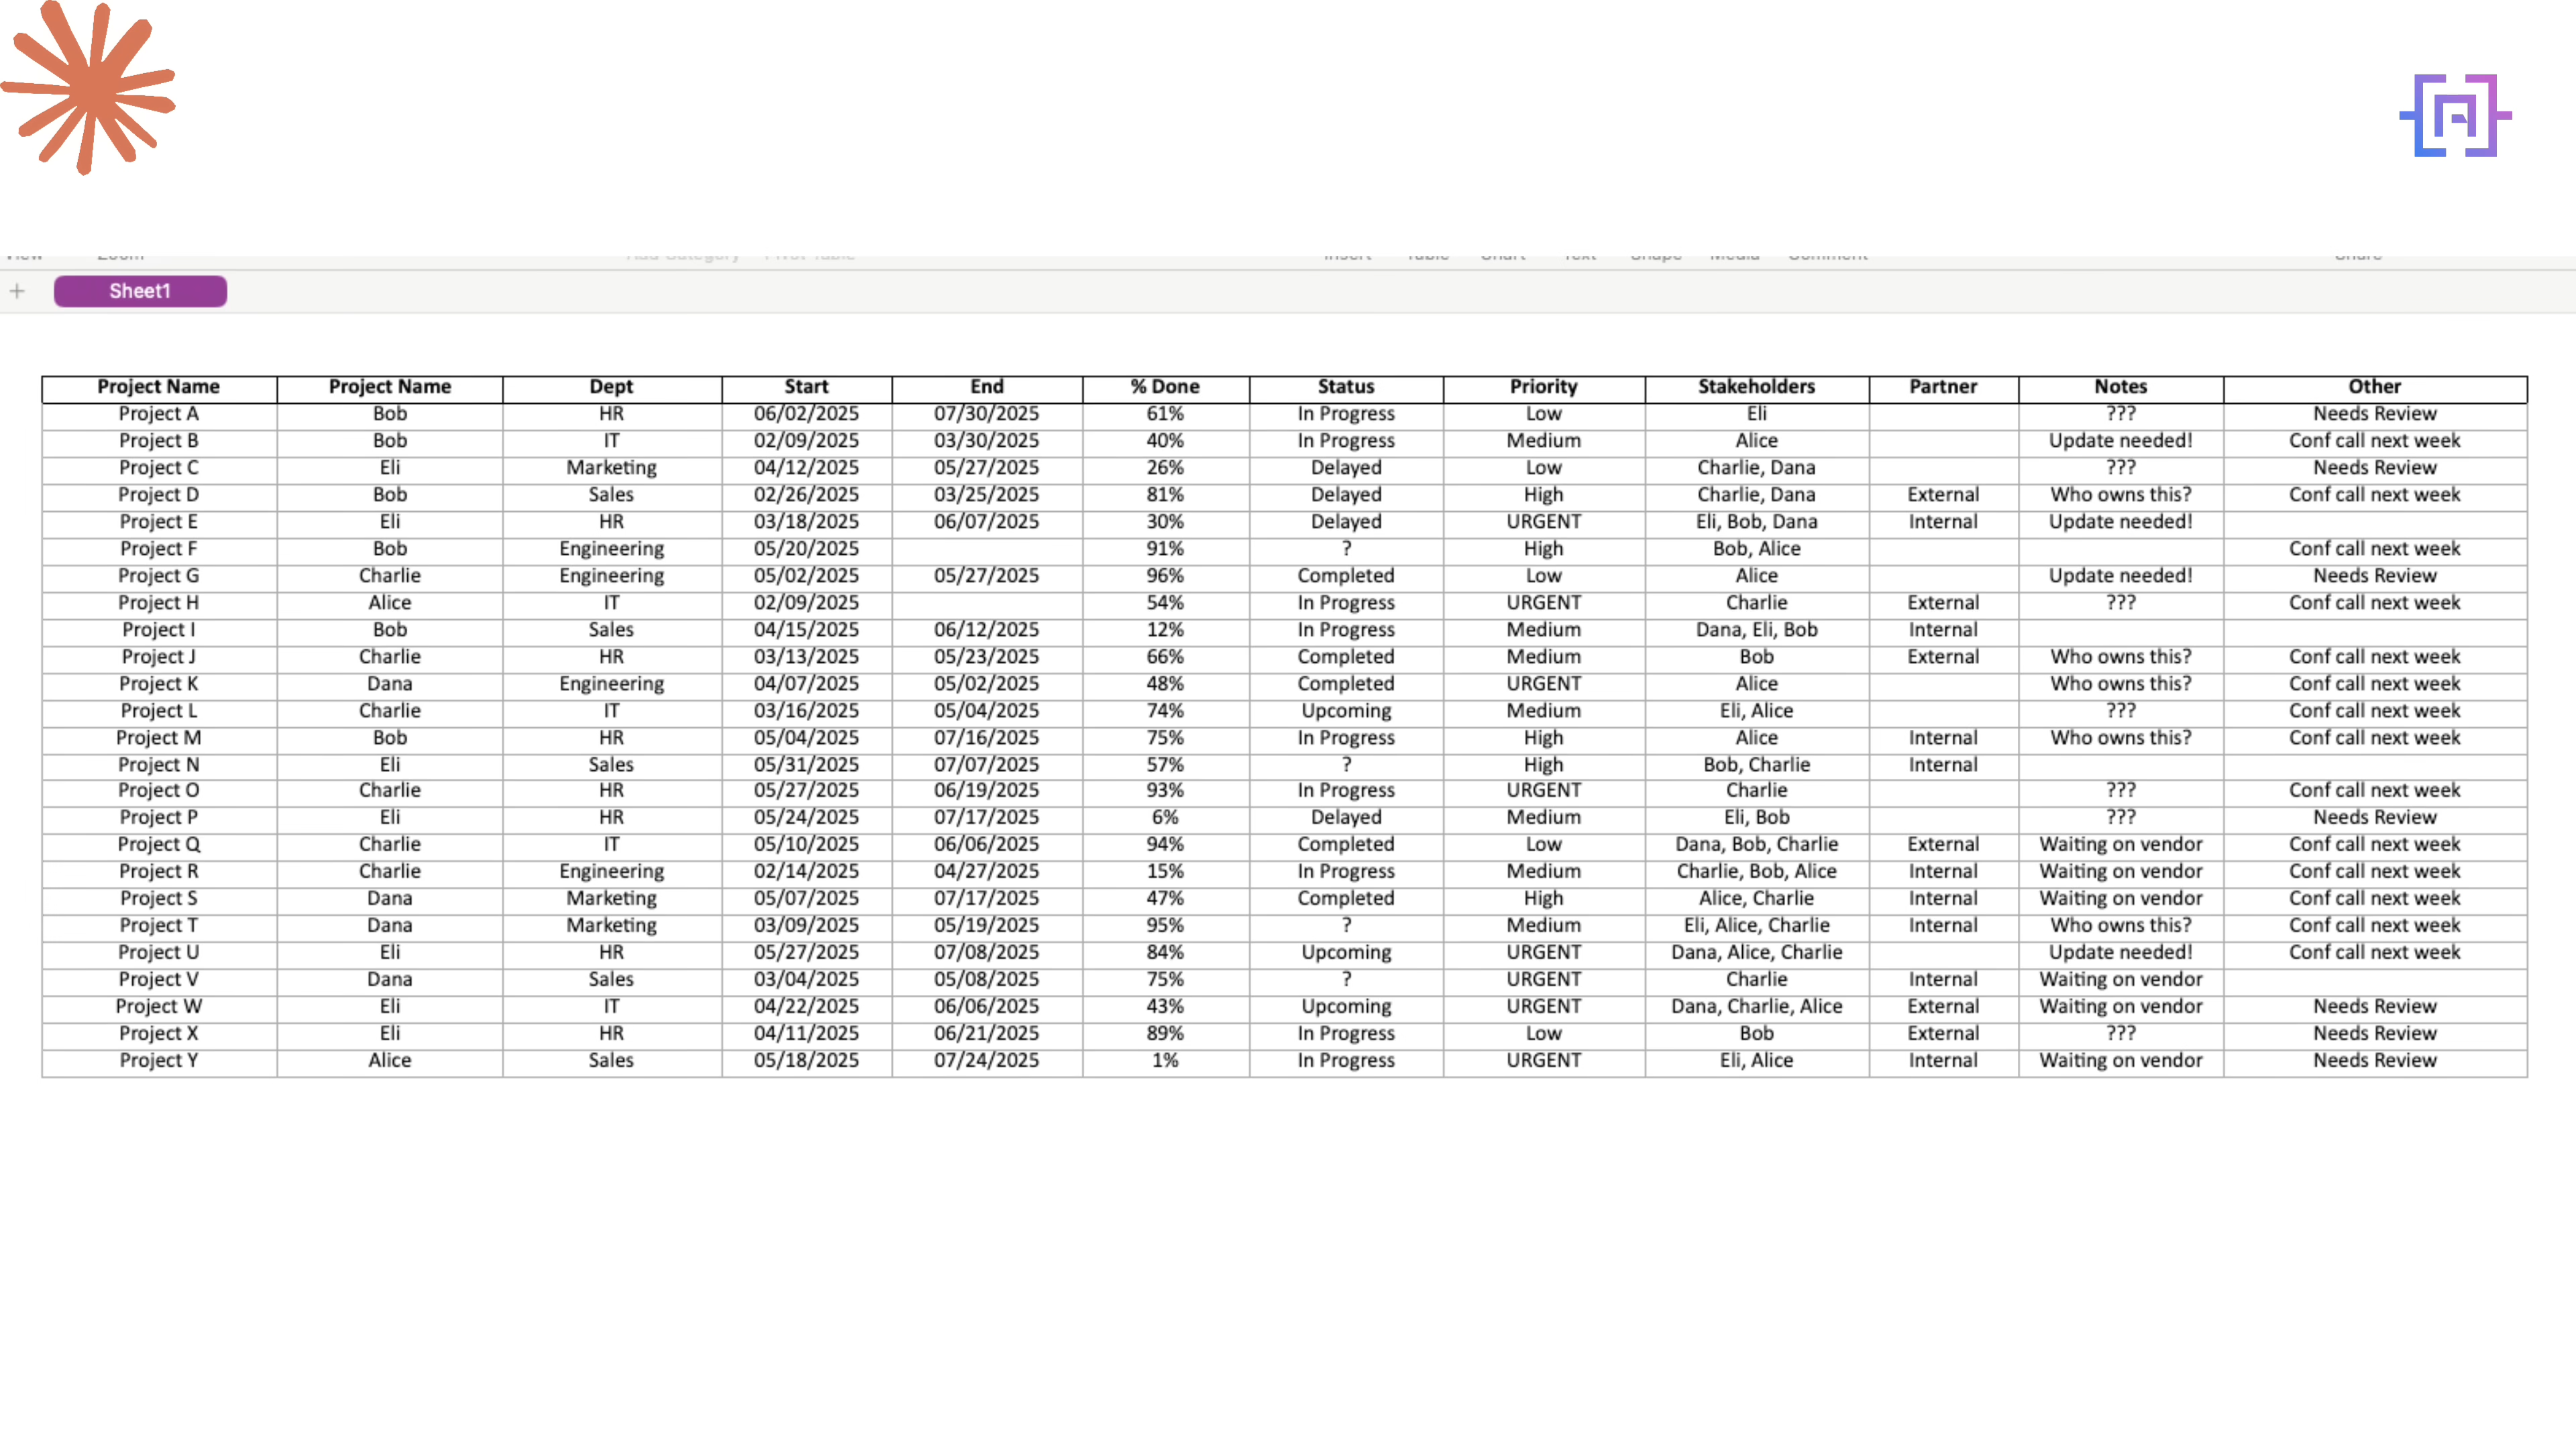 Sheet1
Project Name Project Name Dept Start End % Done Status Priority Stakeholders Partner Notes Other
Project A Bob HR 06/02/2025 07/30/2025 61% In Progress Low Eli ??? Needs Review
Project B Bob IT 02/09/2025 03/30/2025 40% In Progress Medium Alice Update needed! Conf call next week
Project C Eli Marketing 04/12/2025 05/27/2025 26% Delayed Low Charlie, Dana ??? Needs Review
Project D Bob Sales 02/26/2025 03/25/2025 81% Delayed High Charlie, Dana External Who owns this? Conf call next week
Project E Eli HR 03/18/2025 06/07/2025 30% Delayed URGENT Eli, Bob, Dana Internal Update needed!
Project F Bob Engineering 05/20/2025 91% ? High Bob, Alice Conf call next week
Project G Charlie Engineering 05/02/2025 05/27/2025 96% Completed Low Alice Update needed! Needs Review
Project H Alice IT 02/09/2025 54% In Progress URGENT Charlie External ??? Conf call next week
Project I Bob Sales 04/15/2025 06/12/2025 12% In Progress Medium Dana, Eli, Bob Internal
Project J Charlie HR 03/13/2025 05/23/2025 66% Completed Medium Bob External Who owns this? Conf call next week
Project K Dana Engineering 04/07/2025 05/02/2025 48% Completed URGENT Alice Who owns this? Conf call next week
Project L Charlie IT 03/16/2025 05/04/2025 74% Upcoming Medium Eli, Alice ??? Conf call next week
Project M Bob HR 05/04/2025 07/16/2025 75% In Progress High Alice Internal Who owns this? Conf call next week
Project N Eli Sales 05/31/2025 07/07/2025 57% ? High Bob, Charlie Internal
Project O Charlie HR 05/27/2025 06/19/2025 93% In Progress URGENT Charlie ??? Conf call next week
Project P Eli HR 05/24/2025 07/17/2025 6% Delayed Medium Eli, Bob ??? Needs Review
Project Q Charlie IT 05/10/2025 06/06/2025 94% Completed Low Dana, Bob, Charlie External Waiting on vendor Conf call next week
Project R Charlie Engineering 02/14/2025 04/27/2025 15% In Progress Medium Charlie, Bob, Alice Internal Waiting on vendor Conf call next week
Project S Dana Marketing 05/07/2025 07/17/2025 47% Completed High Alice, Charlie Internal Waiting on vendor Conf call next week
Project T Dana Marketing 03/09/2025 05/19/2025 95% ? Medium Eli, Alice, Charlie Internal Who owns this? Conf call next week
Project U Eli HR 05/27/2025 07/08/2025 84% Upcoming URGENT Dana, Alice, Charlie Update needed! Conf call next week
Project V Dana Sales 03/04/2025 05/08/2025 75% ? URGENT Charlie Internal Waiting on vendor
Project W Eli IT 04/22/2025 06/06/2025 43% Upcoming URGENT Dana, Charlie, Alice External Waiting on vendor Needs Review
Project X Eli HR 04/11/2025 06/21/2025 89% In Progress Low Bob External ??? Needs Review
Project Y Alice Sales 05/18/2025 07/24/2025 1% In Progress URGENT Eli, Alice Internal Waiting on vendor Needs Review